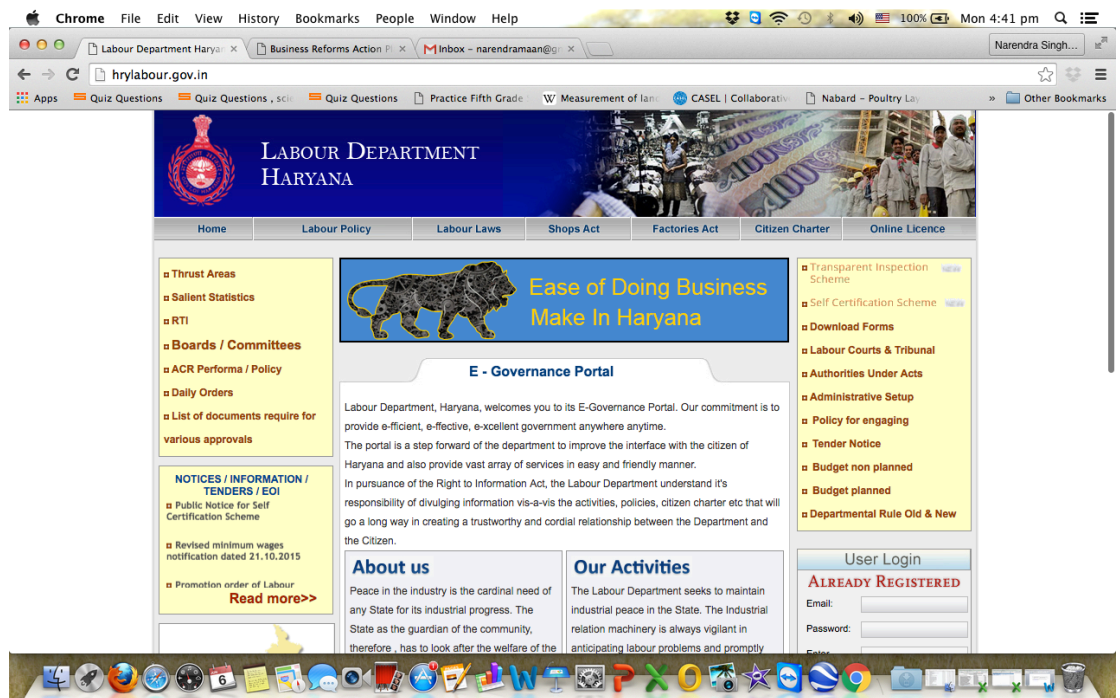 Chrome File Edit View History Bookmarks People Window Help
100% Mon 4:41 pm
Labour Department Haryan
Business Reforms Action Pl
Inbox – narendramaan@gm
Narendra Singh...
hrylabour.gov.in
Apps
Quiz Questions
Quiz Questions , scie
Quiz Questions
Practice Fifth Grade
W Measurement of lan
CASEL | Collaborativ
Nabard – Poultry Lay
»
Other Bookmarks
LABOUR DEPARTMENT
HARYANA
Home
Labour Policy
Labour Laws
Shops Act
Factories Act
Citizen Charter
Online Licence
Thrust Areas
Salient Statistics
RTI
Boards / Committees
ACR Performa / Policy
Daily Orders
List of documents require for
various approvals
NOTICES / INFORMATION /
TENDERS / EOI
Public Notice for Self
Certification Scheme
Revised minimum wages
notification dated 21.10.2015
Promotion order of Labour
Read more>>
Ease of Doing Business
Make In Haryana
E - Governance Portal
Labour Department, Haryana, welcomes you to its E-Governance Portal. Our commitment is to
provide e-fficient, e-ffective, e-xcellent government anywhere anytime.
The portal is a step forward of the department to improve the interface with the citizen of
Haryana and also provide vast array of services in easy and friendly manner.
In pursuance of the Right to Information Act, the Labour Department understand it's
responsibility of divulging information vis-a-vis the activities, policies, citizen charter etc that will
go a long way in creating a trustworthy and cordial relationship between the Department and
the Citizen.
About us
Peace in the industry is the cardinal need of
any State for its industrial progress. The
State as the guardian of the community,
therefore , has to look after the welfare of the
Our Activities
The Labour Department seeks to maintain
industrial peace in the State. The Industrial
relation machinery is always vigilant in
anticipating labour problems and promptly
Transparent Inspection
Scheme
NEW
Self Certification Scheme NEW
Download Forms
Labour Courts & Tribunal
Authorities Under Acts
Administrative Setup
Policy for engaging
Tender Notice
Budget non planned
Budget planned
Departmental Rule Old & New
User Login
ALREADY REGISTERED
Email:
Password:
Enter
6